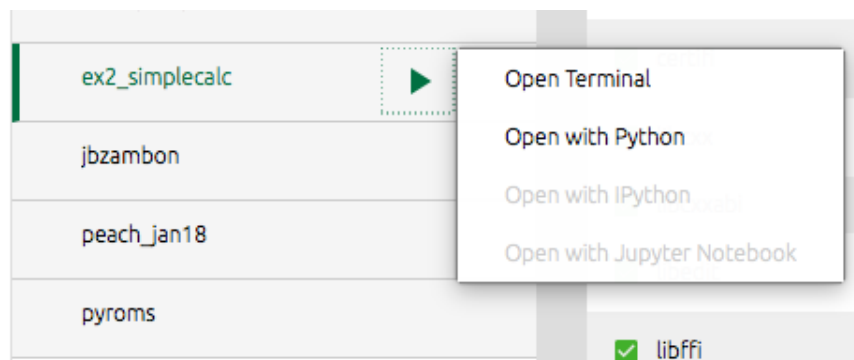 ex2_simplecalc
Open Terminal
Open with Python
jbzambon
Open with IPython
peach_jan18
Open with Jupyter Notebook
pyroms
libffi